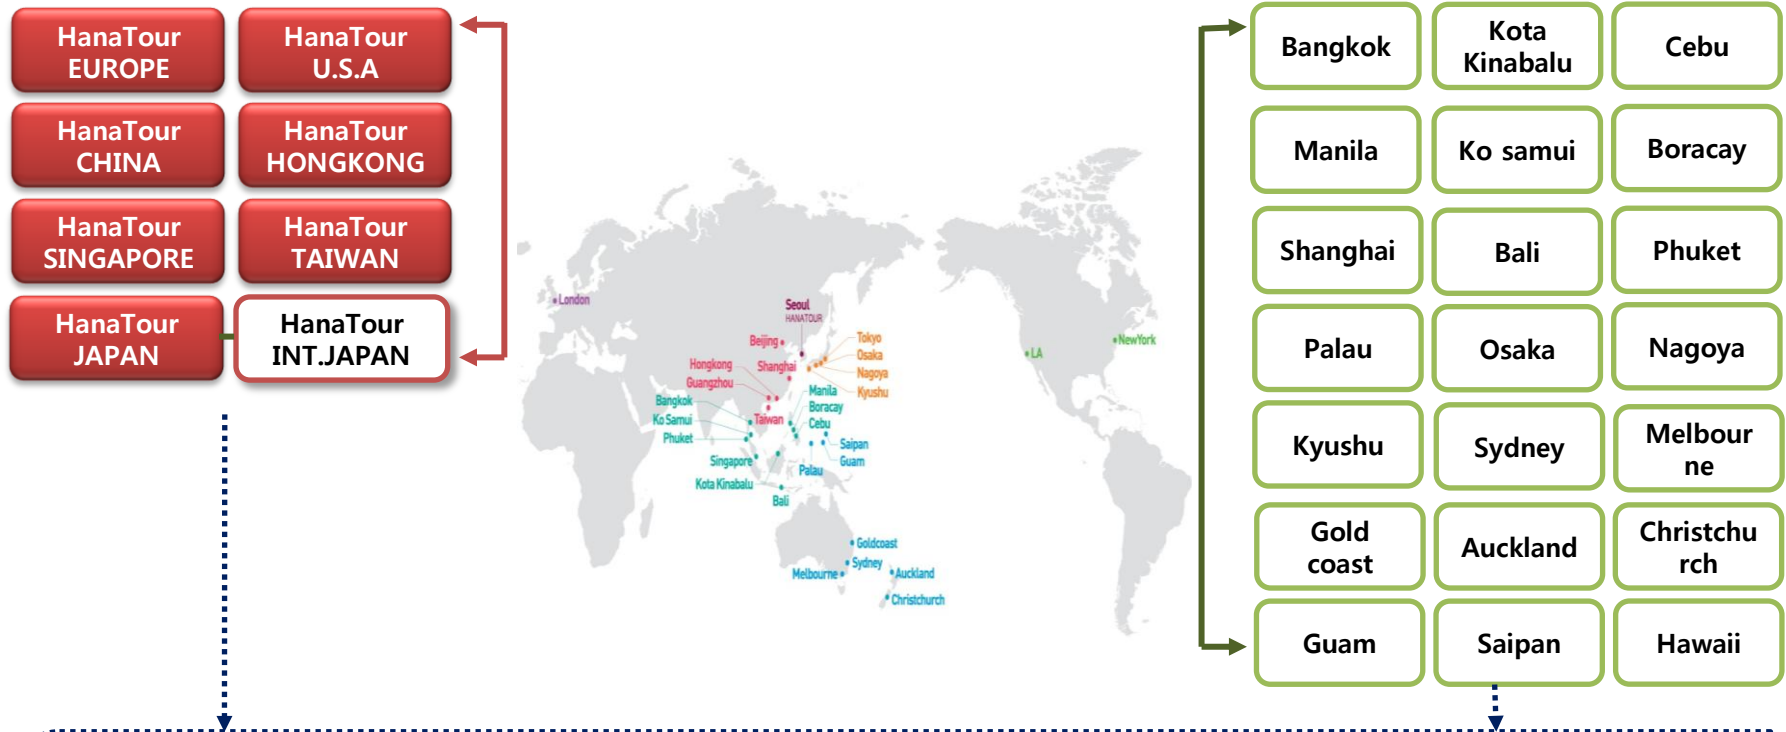 HanaTour
EUROPE
HanaTour
U.S.A
HanaTour
CHINA
HanaTour
HONGKONG
HanaTour
SINGAPORE
HanaTour
TAIWAN
HanaTour
JAPAN
HanaTour
INT.JAPAN
London
Seoul
HANATOUR
Beijing
Tokyo
Osaka
Nagoya
Kyushu
Hongkong
Shanghai
Guangzhou
Taiwan
Bangkok
Ko Samui
Phuket
Manila
Boracay
Cebu
Saipan
Guam
Palau
Singapore
Kota Kinabalu
Bali
Goldcoast
Sydney
Melbourne
Auckland
Christchurch
LA
NewYork
Bangkok
Kota
Kinabalu
Cebu
Manila
Ko samui
Boracay
Shanghai
Bali
Phuket
Palau
Osaka
Nagoya
Kyushu
Sydney
Melbour
ne
Gold
coast
Auckland
Christchu
rch
Guam
Saipan
Hawaii